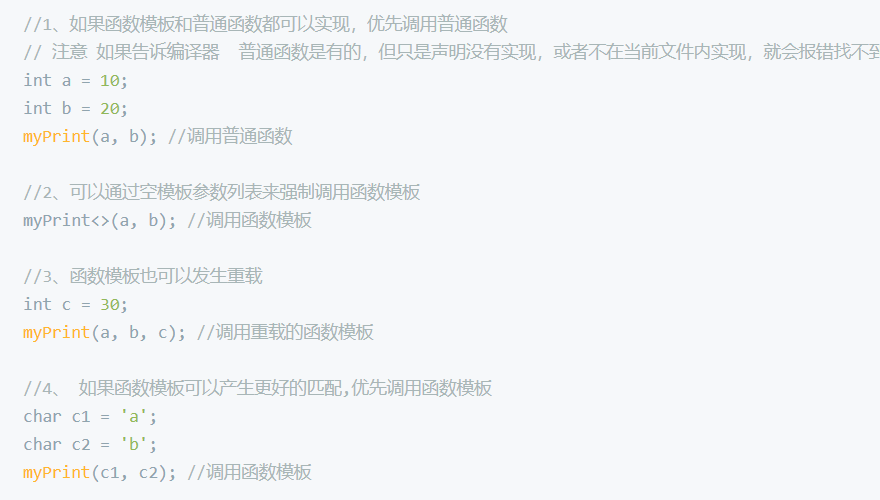 //1、如果函数模板和普通函数都可以实现，优先调用普通函数
// 注意 如果告诉编译器  普通函数是有的，但只是声明没有实现，或者不在当前文件内实现，就会报错找不到
int a = 10;
int b = 20;
myPrint(a, b); //调用普通函数
//2、可以通过空模板参数列表来强制调用函数模板
myPrint<>(a, b); //调用函数模板
//3、函数模板也可以发生重载
int c = 30;
myPrint(a, b, c); //调用重载的函数模板
//4、 如果函数模板可以产生更好的匹配,优先调用函数模板
char c1 = 'a';
char c2 = 'b';
myPrint(c1, c2); //调用函数模板